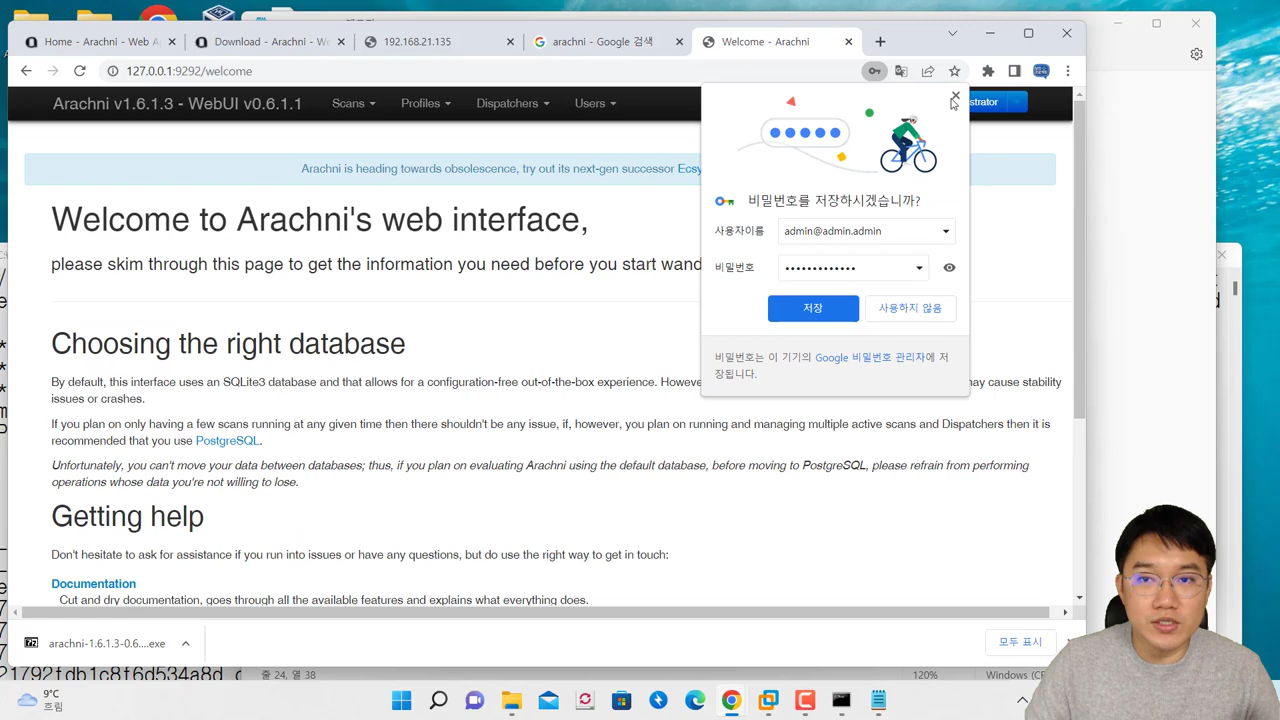 Home - Arachni - Web A
Download - Arachni - We
192.168.21.135
arachni - Google 검색
Welcome - Arachni
127.0.0.1:9292/welcome
Arachni v1.6.1.3 - WebUI v0.6.1.1
Scans
Profiles
Dispatchers
Users
strator
Arachni is heading towards obsolescence, try out its next-gen successor Ecsy
Welcome to Arachni's web interface,
please skim through this page to get the information you need before you start wand
비밀번호를 저장하시겠습니까?
사용자이름
admin@admin.admin
비밀번호
•••••••••••••
저장
사용하지 않음
비밀번호는 이 기기의 Google 비밀번호 관리자에 저
장됩니다.
Choosing the right database
By default, this interface uses an SQLite3 database and that allows for a configuration-free out-of-the-box experience. Howev
may cause stability
issues or crashes.
If you plan on only having a few scans running at any given time then there shouldn't be any issue, if, however, you plan on running and managing multiple active scans and Dispatchers then it is
recommended that you use PostgreSQL.
Unfortunately, you can't move your data between databases; thus, if you plan on evaluating Arachni using the default database, before moving to PostgreSQL, please refrain from performing
operations whose data you're not willing to lose.
Getting help
Don't hesitate to ask for assistance if you run into issues or have any questions, but do use the right way to get in touch:
Documentation
Cut and dry documentation, goes through all the available features and explains what everything does.
arachni-1.6.1.3-0.6....exe
모두 표시
21792fdb1c8f6d534a8d
줄 24, 열 38
120%
Windows (CF
9°C
흐림